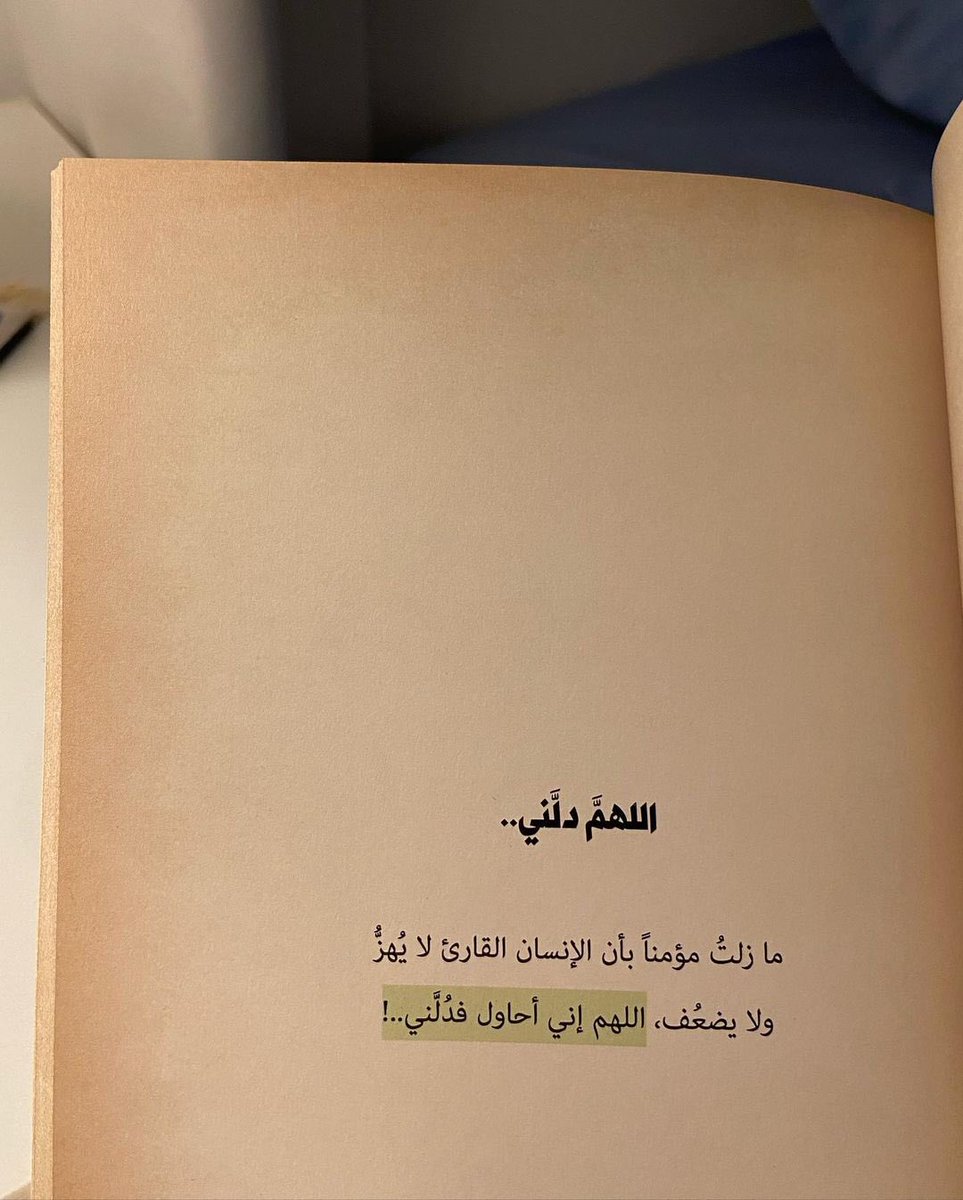 اللهمَّ دلَّني..
ما زلتُ مؤمناً بأن الإنسان القارئ لا يُهزُّ
ولا يضعُف، اللهم إني أحاول فدُلَّني..!